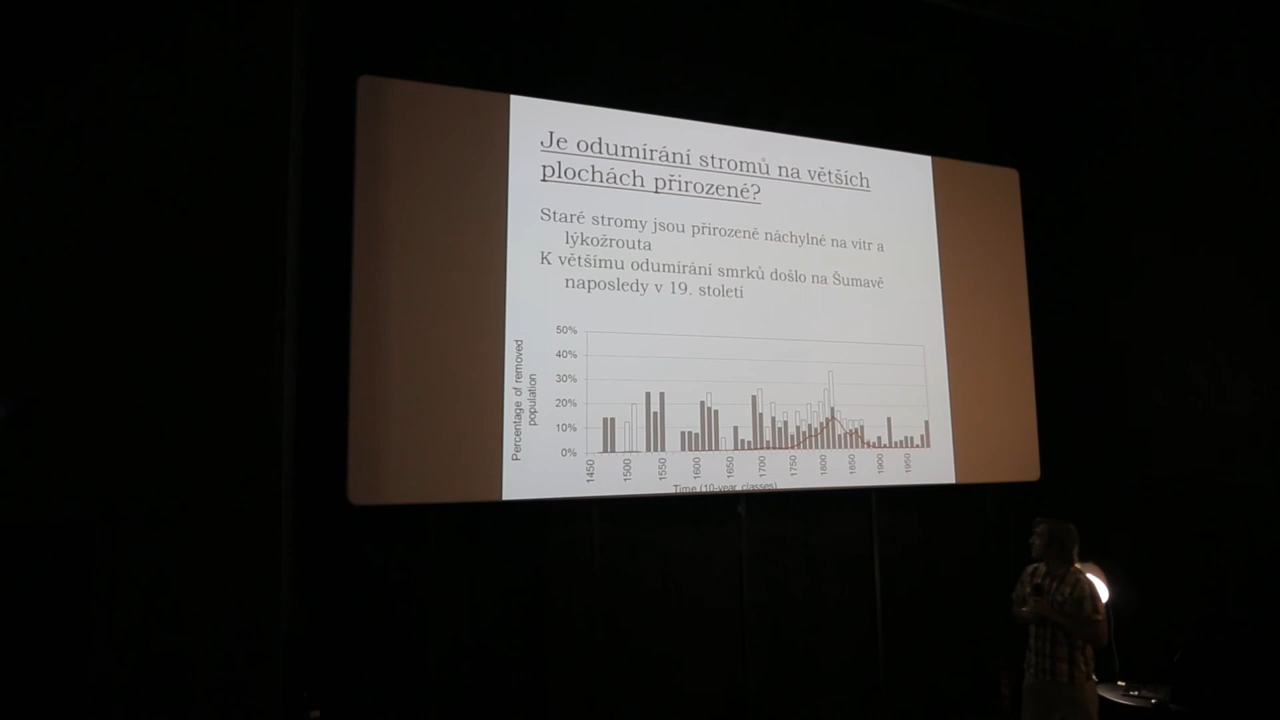 Je odumírání stromů na větších
plochách přirozené?
Staré stromy jsou přirozeně náchylné na vítr a
lýkožrouta
K většímu odumírání smrků došlo na Šumavě
naposledy v 19. století
Percentage of removed
population
50%
40%
30%
20%
10%
0%
1450 1500 1550 1600 1650 1700 1750 1800 1850 1900 1950
Time (10-year classes)